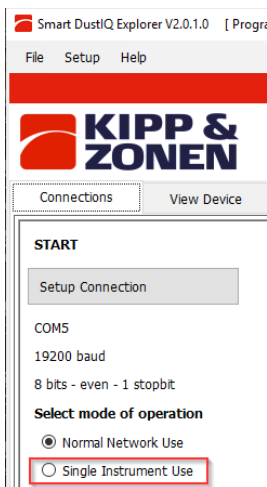 Smart DustIQ Explorer V2.0.1.0 [ Progra
File Setup Help
KIPP &
ZONEN
Connections View Device
START
Setup Connection
COM5
19200 baud
8 bits - even - 1 stopbit
Select mode of operation
Normal Network Use
Single Instrument Use